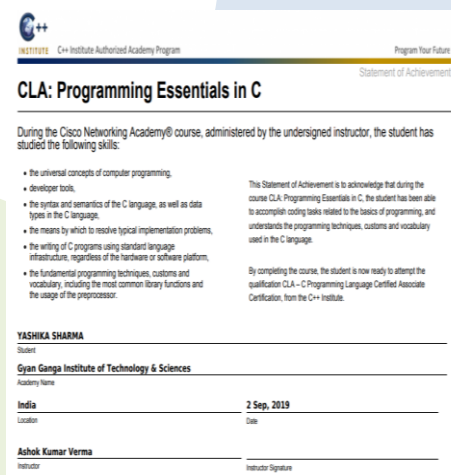 C++
INSTITUTE C++ Institute Authorized Academy Program
Program Your Future
Statement of Achievement
CLA: Programming Essentials in C
During the Cisco Networking Academy® course, administered by the undersigned instructor, the student has
studied the following skills:
• the universal concepts of computer programming,
• developer tools,
• the syntax and semantics of the C language, as well as data
types in the C language,
• the means by which to resolve typical implementation problems,
• the writing of C programs using standard language
infrastructure, regardless of the hardware or software platform,
• the fundamental programming techniques, customs and
vocabulary, including the most common library functions and
the usage of the preprocessor.
This Statement of Achievement is to acknowledge that during the
course CLA: Programming Essentials in C, the student has been able
to accomplish coding tasks related to the basics of programming, and
understands the programming techniques, customs and vocabulary
used in the C language.
By completing the course, the student is now ready to attempt the
qualification CLA – C Programming Language Certified Associate
Certification, from the C++ Institute.
YASHIKA SHARMA
Student
Gyan Ganga Institute of Technology & Sciences
Academy Name
India
Location
2 Sep, 2019
Date
Ashok Kumar Verma
Instructor
Instructor Signature